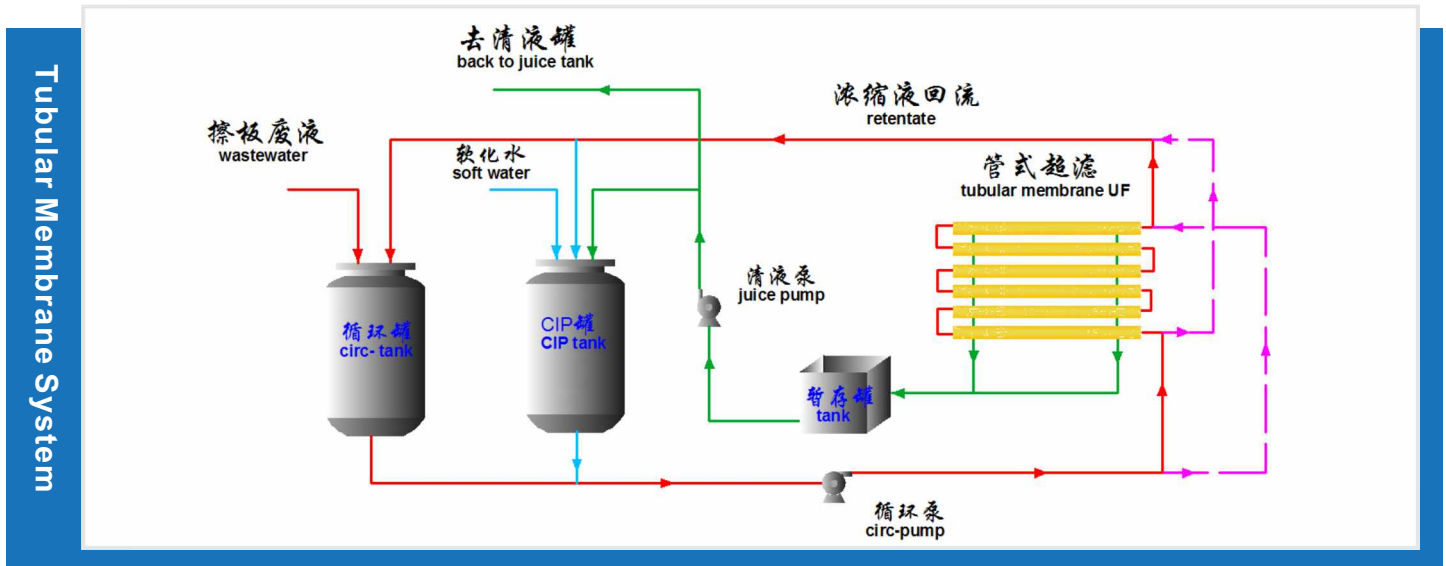 Tubular Membrane System
去清液罐
back to juice tank
浓缩液回流
retentate
擦板废液
wastewater
软化水
soft water
管式超滤
tubular membrane UF
清液泵
juice pump
循环罐
circ- tank
CIP罐
CIP tank
暂存罐
tank
循环泵
circ-pump